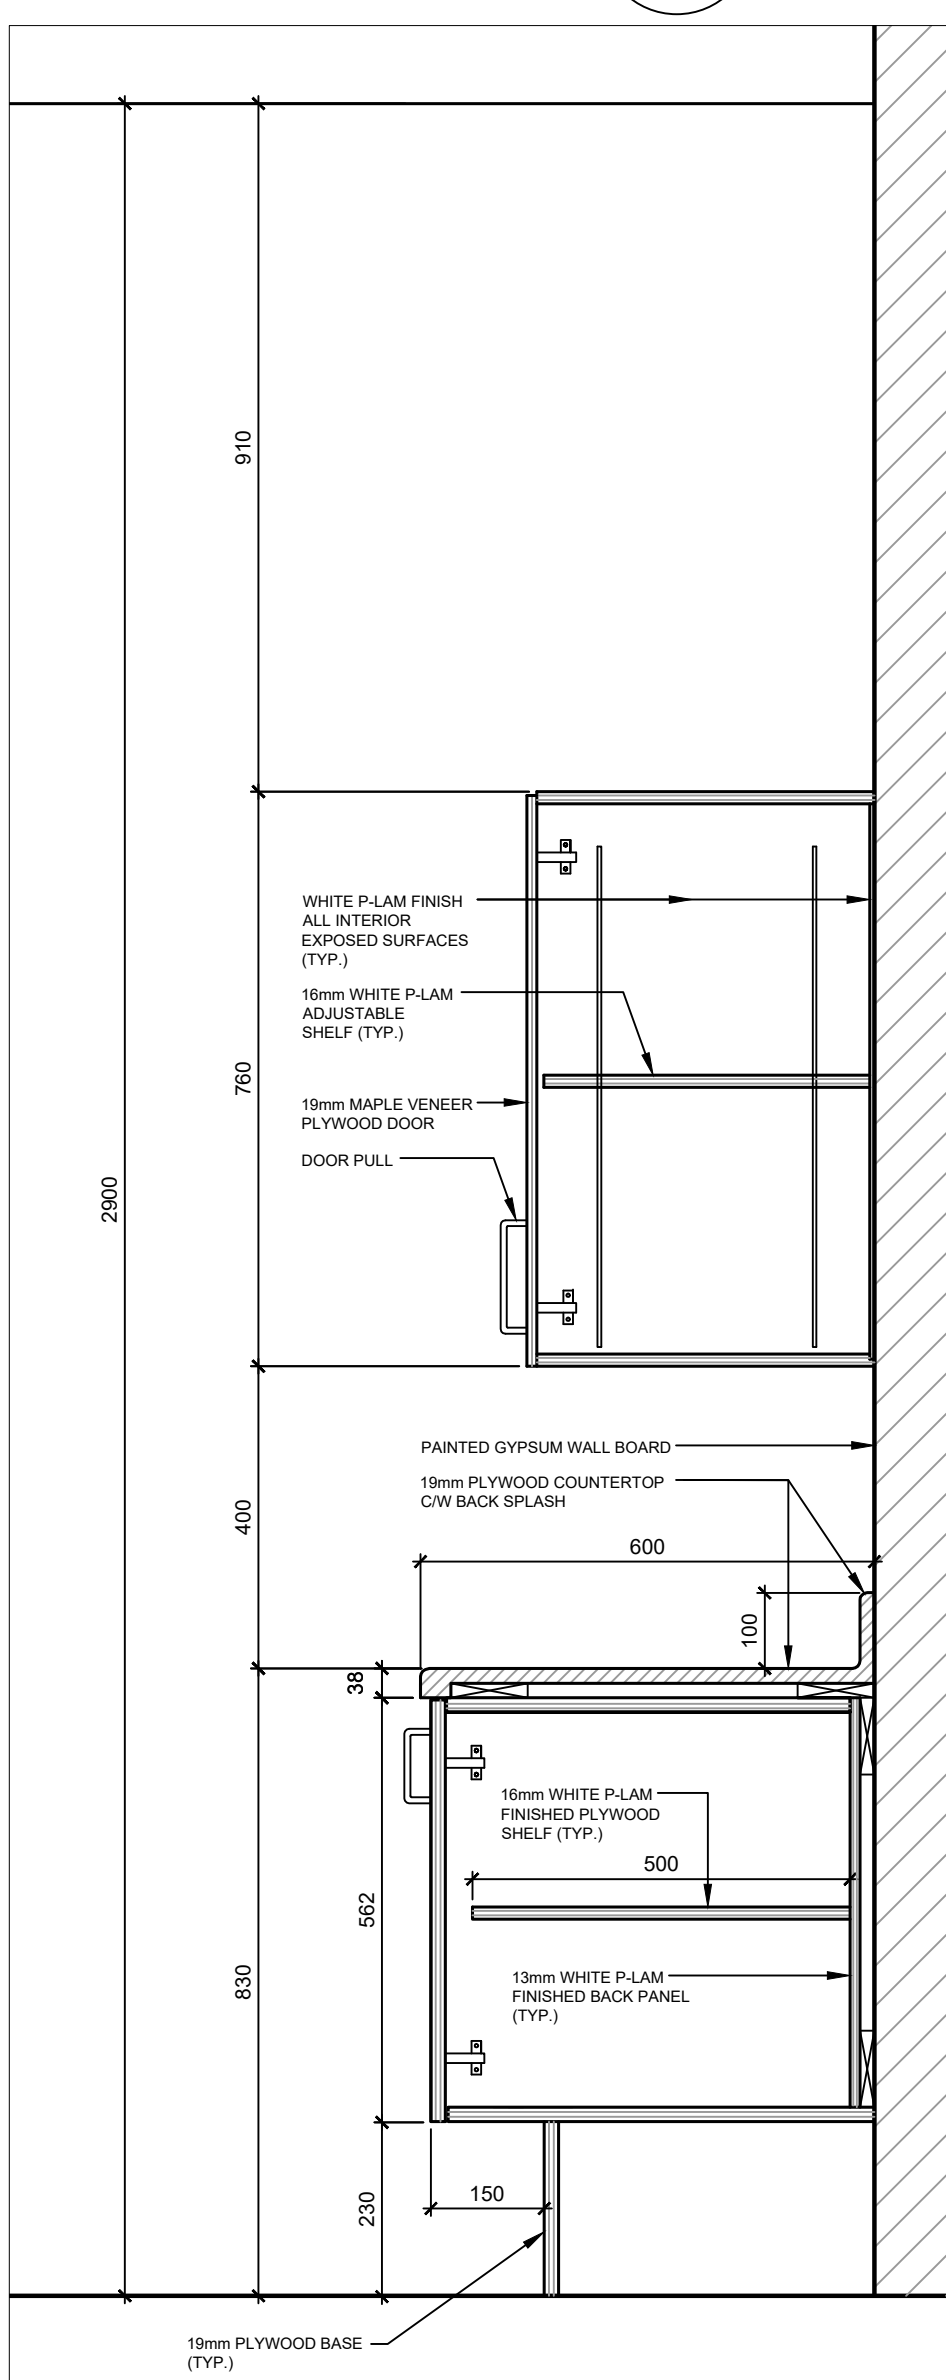 910
WHITE P-LAM FINISH
ALL INTERIOR
EXPOSED SURFACES
(TYP.)
16mm WHITE P-LAM
ADJUSTABLE
SHELF (TYP.)
760
19mm MAPLE VENEER
PLYWOOD DOOR
DOOR PULL
2900
PAINTED GYPSUM WALL BOARD
19mm PLYWOOD COUNTERTOP
C/W BACK SPLASH
400
600
100
38
16mm WHITE P-LAM
FINISHED PLYWOOD
SHELF (TYP.)
500
562
830
13mm WHITE P-LAM
FINISHED BACK PANEL
(TYP.)
150
230
19mm PLYWOOD BASE
(TYP.)